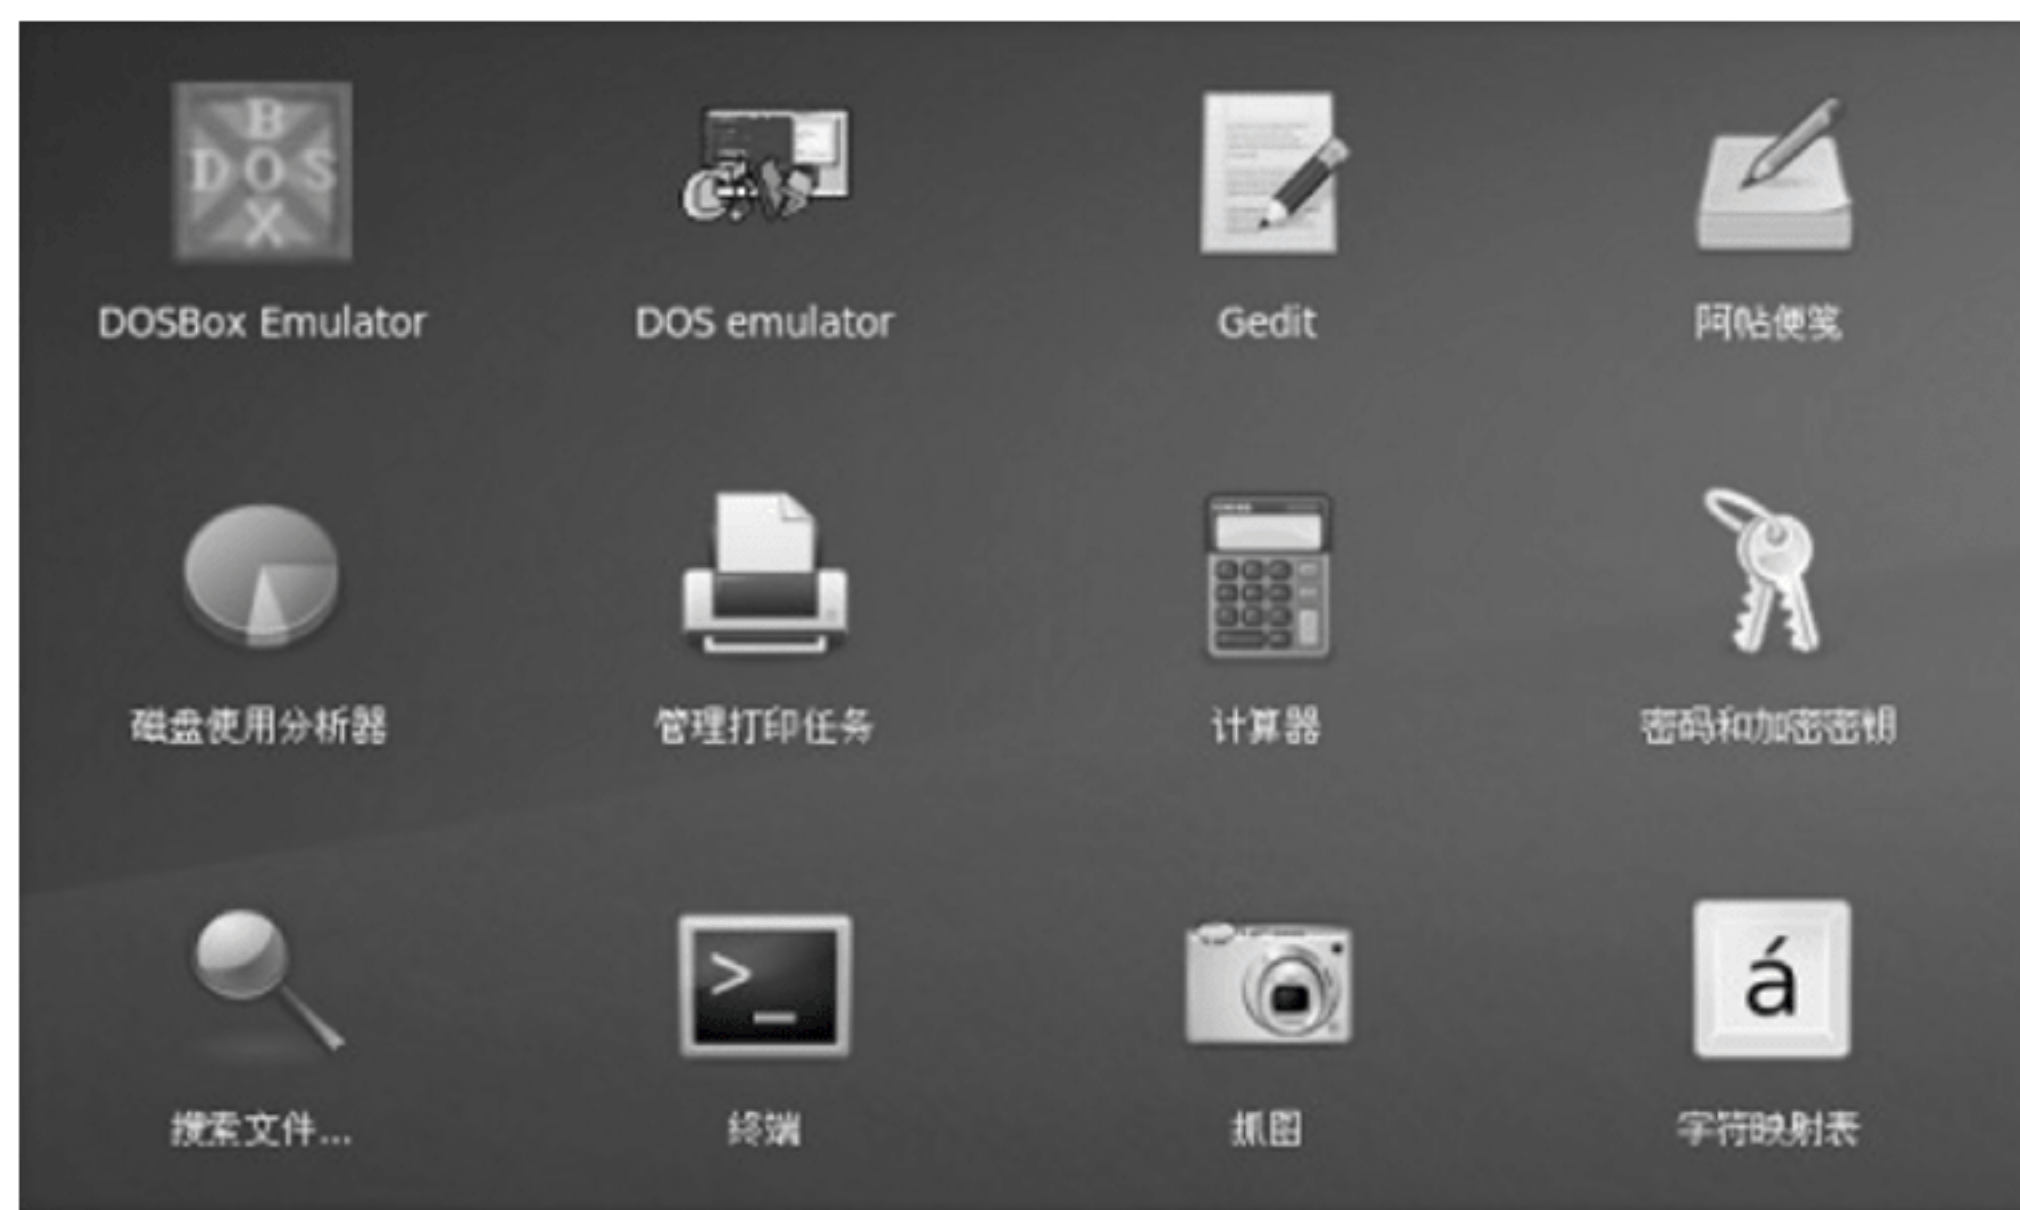 B
DOS
X
DOSBox Emulator
DOS emulator
Gedit
阿帖便笺
磁盘使用分析器
管理打印任务
计算器
密码和加密密钥
>_
á
搜索文件...
终端
抓图
字符映射表